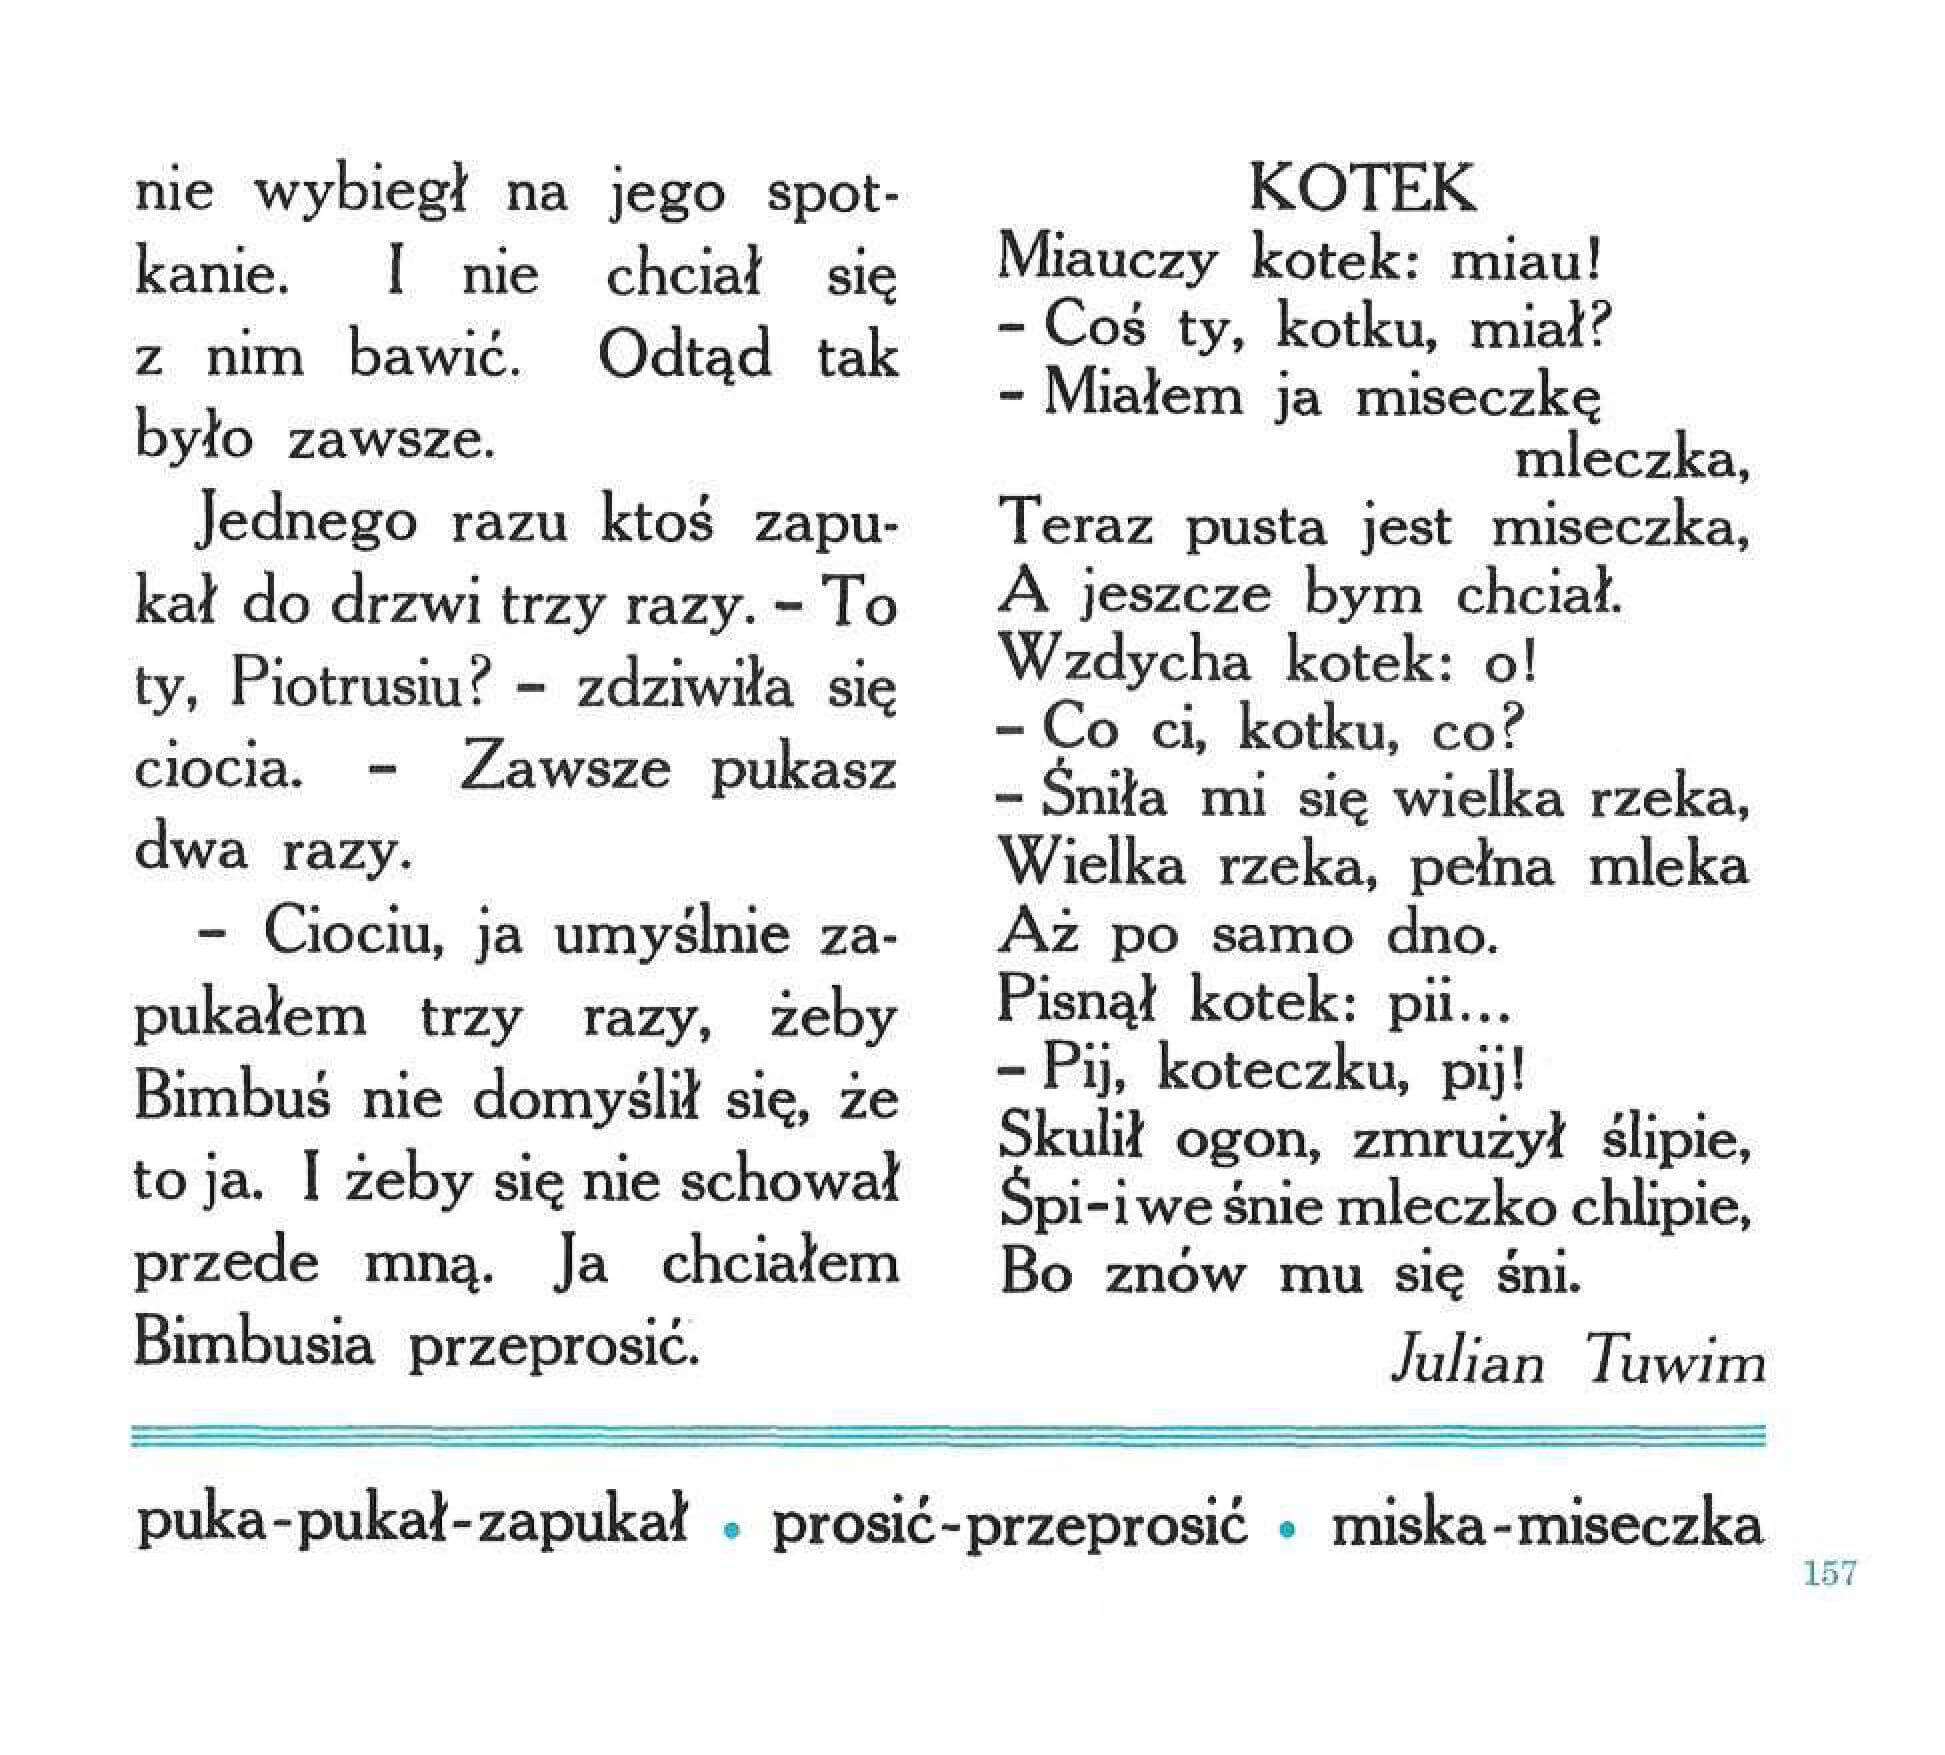 nie wybiegł na jego spot-
kanie. I nie chciał się
z nim bawić. Odtąd tak
było zawsze.
Jednego razu ktoś zapu-
kał do drzwi trzy razy. – To
ty, Piotrusiu? – zdziwiła się
ciocia. – Zawsze pukasz
dwa razy.
– Ciociu, ja umyślnie za-
pukałem trzy razy, żeby
Bimbuś nie domyślił się, że
to ja. I żeby się nie schował
przede mną. Ja chciałem
Bimbusia przeprosić.
KOTEK
Miauczy kotek: miau!
– Coś ty, kotku, miał?
– Miałem ja miseczkę
mleczka,
Teraz pusta jest miseczka,
A jeszcze bym chciał.
Wzdycha kotek: o!
– Co ci, kotku, co?
– Śniła mi się wielka rzeka,
Wielka rzeka, pełna mleka
Aż po samo dno.
Pisnął kotek: pii...
– Pij, koteczku, pij!
Skulił ogon, zmrużył ślipie,
Śpi–i we śnie mleczko chlipie,
Bo znów mu się śni.
Julian Tuwim
puka-pukał-zapukał • prosić-przeprosić • miska-miseczka
157